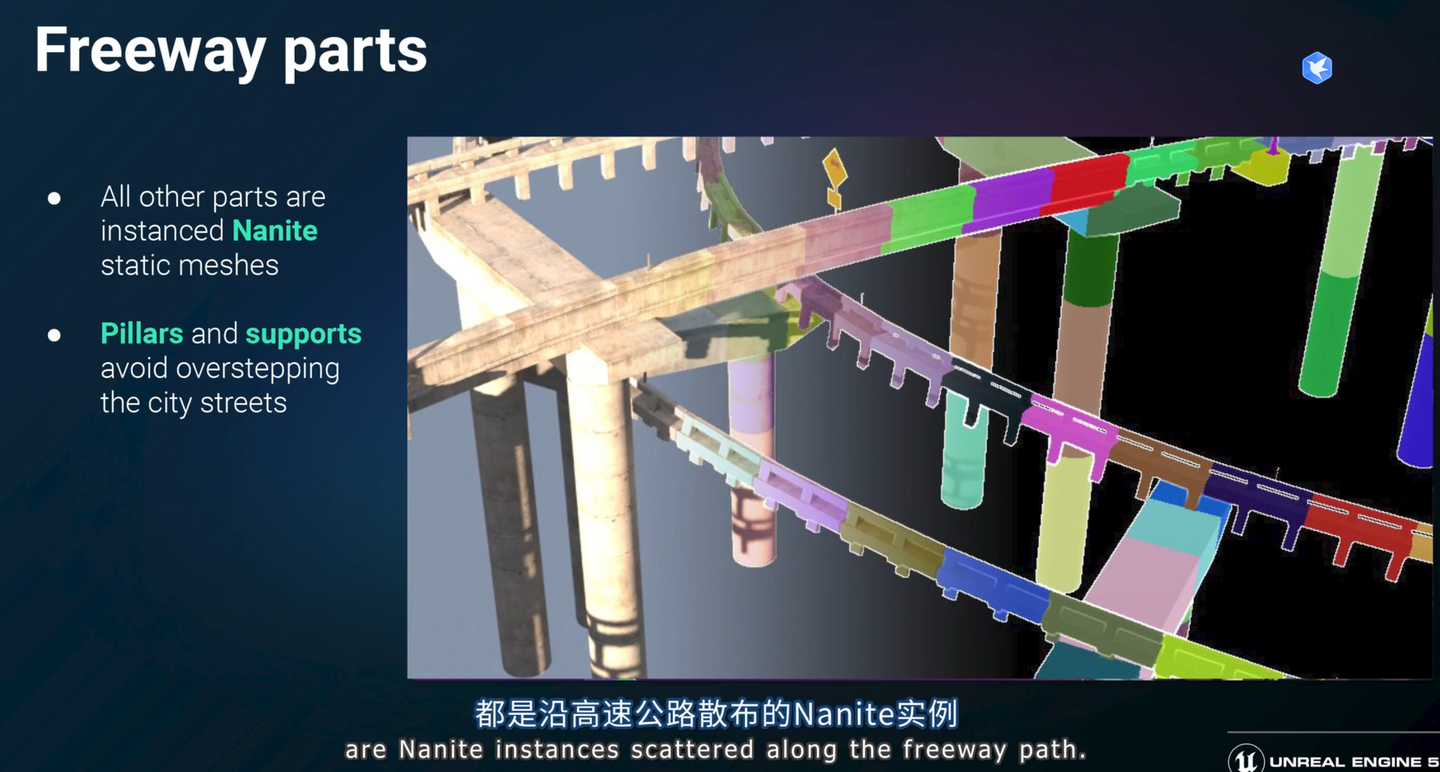 Freeway parts
● All other parts are
instanced Nanite
static meshes
● Pillars and supports
avoid overstepping
the city streets
都是沿高速公路散布的Nanite实例
are Nanite instances scattered along the freeway path.
UNREAL ENGINE 5